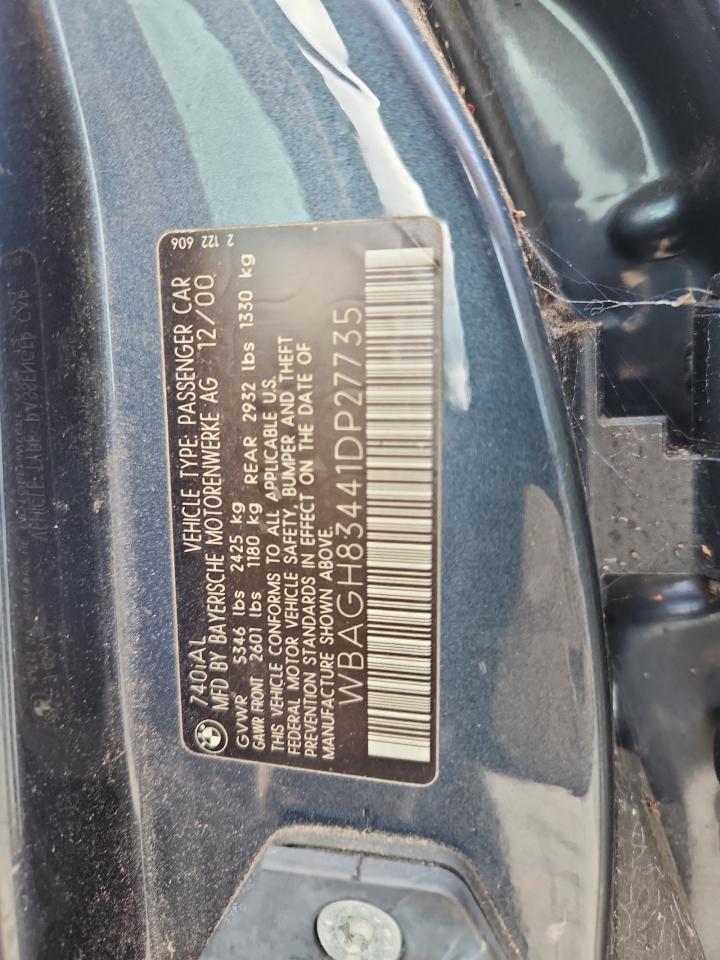 2 122 606
740iAL VEHICLE TYPE: PASSENGER CAR
MFD BY BAYERISCHE MOTORENWERKE AG 12/00
GVWR 5346 lbs 2425 kg
GAWR FRONT 2601 lbs 1180 kg REAR 2932 lbs 1330 kg
THIS VEHICLE CONFORMS TO ALL APPLICABLE U.S.
FEDERAL MOTOR VEHICLE SAFETY, BUMPER AND THEFT
PREVENTION STANDARDS IN EFFECT ON THE DATE OF
MANUFACTURE SHOWN ABOVE.
WBAGH83441DP27735